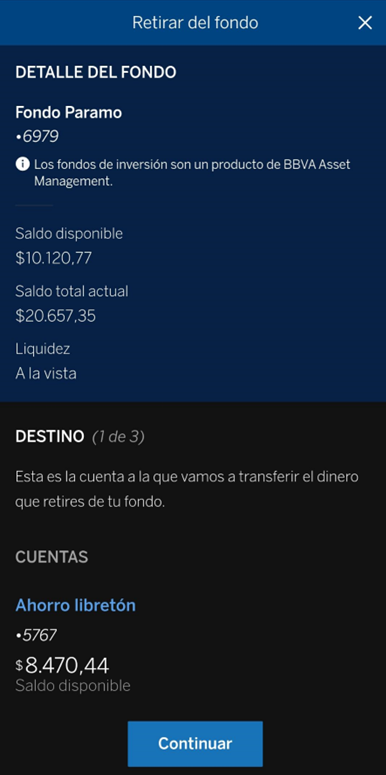 Retirar del fondo
DETALLE DEL FONDO
Fondo Paramo
•6979
Los fondos de inversión son un producto de BBVA Asset
Management.
Saldo disponible
$10.120,77
Saldo total actual
$20.657,35
Liquidez
A la vista
DESTINO (1 de 3)
Esta es la cuenta a la que vamos a transferir el dinero
que retires de tu fondo.
CUENTAS
Ahorro libretón
•5767
$8.470,44
Saldo disponible
Continuar